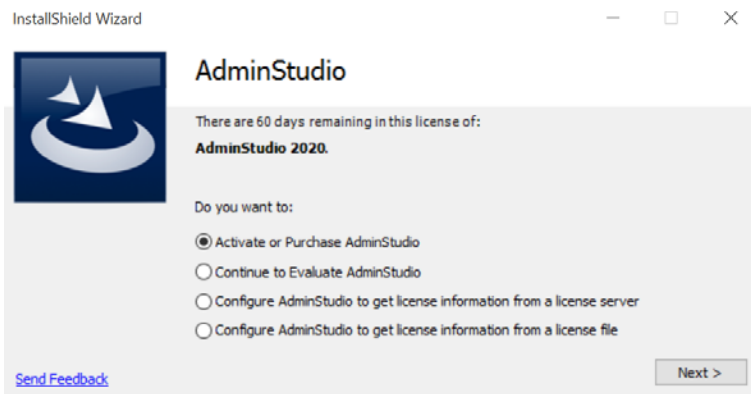 InstallShield Wizard
AdminStudio
There are 60 days remaining in this license of:
AdminStudio 2020.
Do you want to:
Activate or Purchase AdminStudio
Continue to Evaluate AdminStudio
Configure AdminStudio to get license information from a license server
Configure AdminStudio to get license information from a license file
Send Feedback
Next >